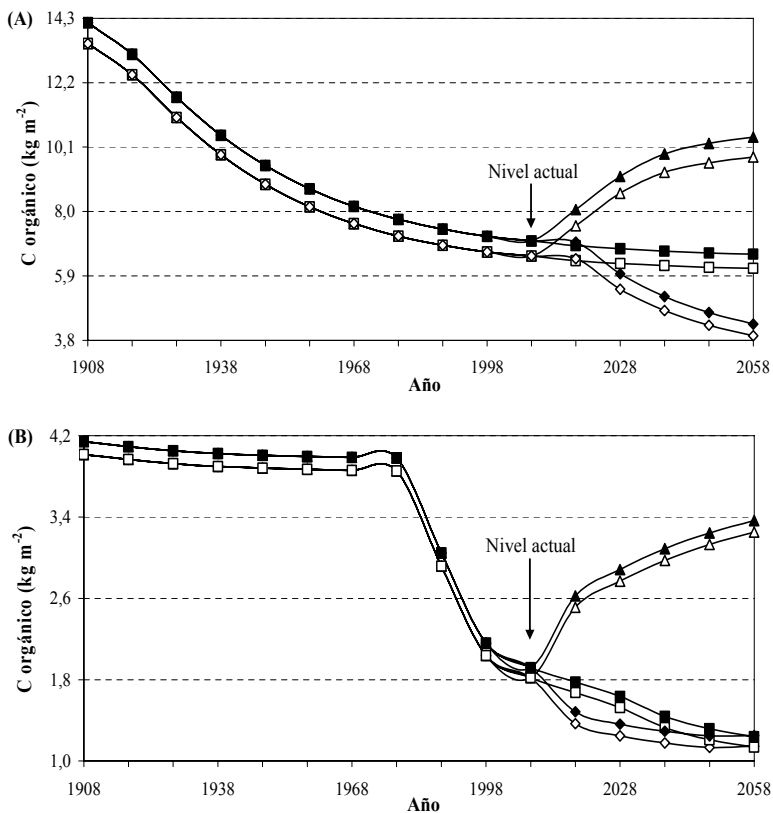 (A)
C orgánico (kg m-2)
14,3
12,2
10,1
8,0
5,9
3,8
Nivel actual
1908 1938 1968 1998 2028 2058
Año
(B)
C orgánico (kg m-2)
4,2
3,4
2,6
1,8
1,0
Nivel actual
1908 1938 1968 1998 2028 2058
Año